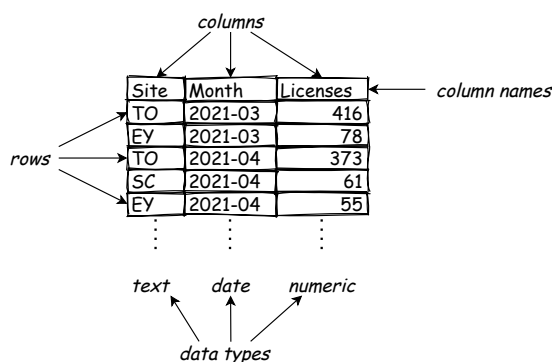 columns
Site Month Licenses
column names
TO 2021-03 416
EY 2021-03 78
rows
TO 2021-04 373
SC 2021-04 61
EY 2021-04 55
text date numeric
data types